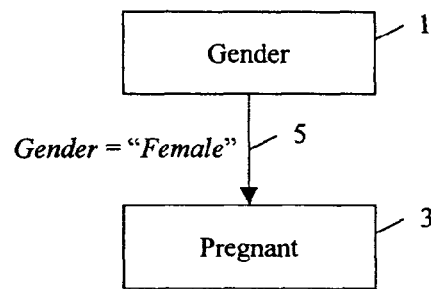 1
Gender
Gender = “Female”
5
3
Pregnant